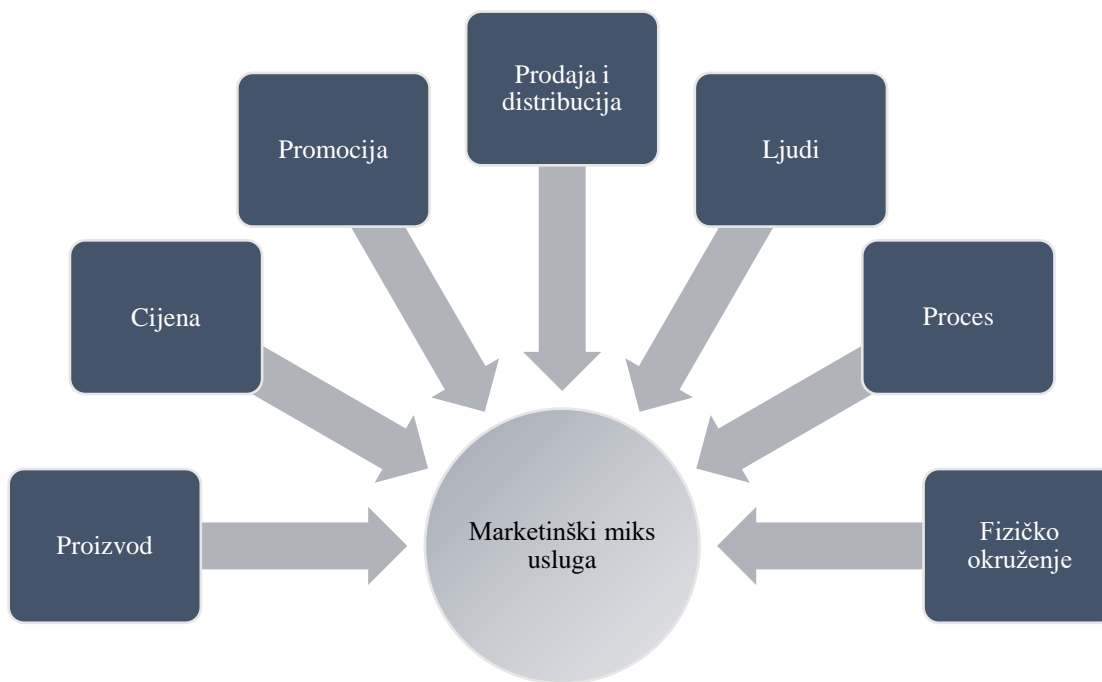 Prodaja i
distribucija
Promocija
Ljudi
Cijena
Proces
Proizvod
Marketinški miks
usluga
Fizičko
okruženje